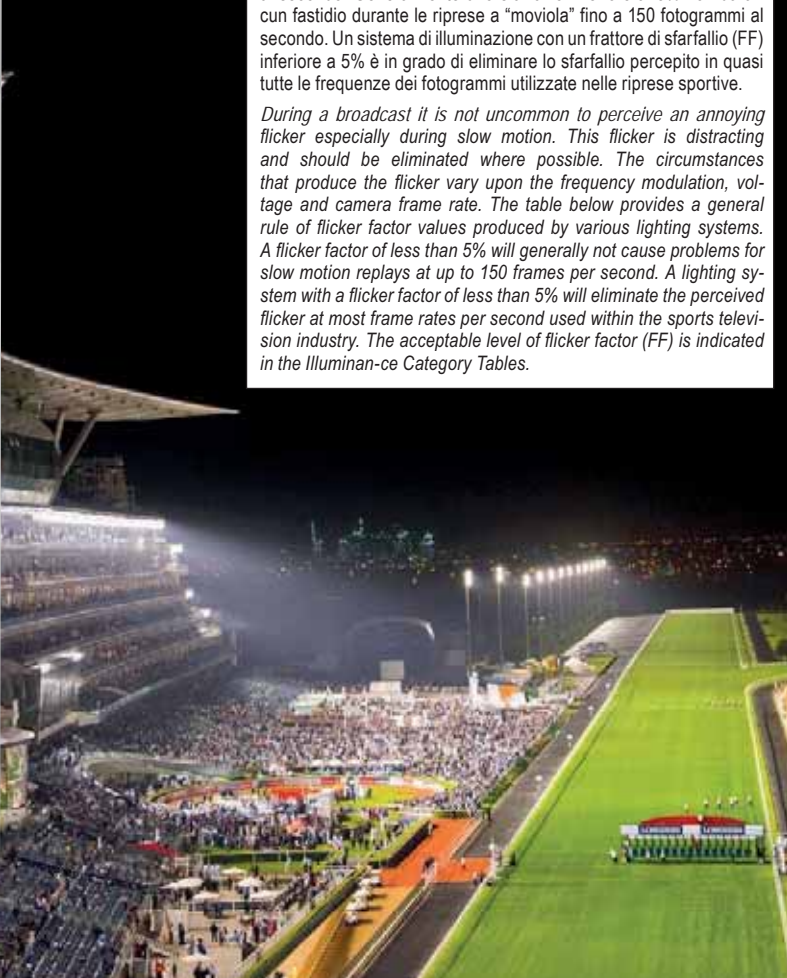 cun fastidio durante le riprese a “moviola” fino a 150 fotogrammi al
secondo. Un sistema di illuminazione con un frattore di sfarfallio (FF)
inferiore a 5% è in grado di eliminare lo sfarfallio percepito in quasi
tutte le frequenze dei fotogrammi utilizzate nelle riprese sportive.
During a broadcast it is not uncommon to perceive an annoying
flicker especially during slow motion. This flicker is distracting
and should be eliminated where possible. The circumstances
that produce the flicker vary upon the frequency modulation, vol-
tage and camera frame rate. The table below provides a general
rule of flicker factor values produced by various lighting systems.
A flicker factor of less than 5% will generally not cause problems for
slow motion replays at up to 150 frames per second. A lighting sy-
stem with a flicker factor of less than 5% will eliminate the perceived
flicker at most frame rates per second used within the sports televi-
sion industry. The acceptable level of flicker factor (FF) is indicated
in the Illuminan-ce Category Tables.